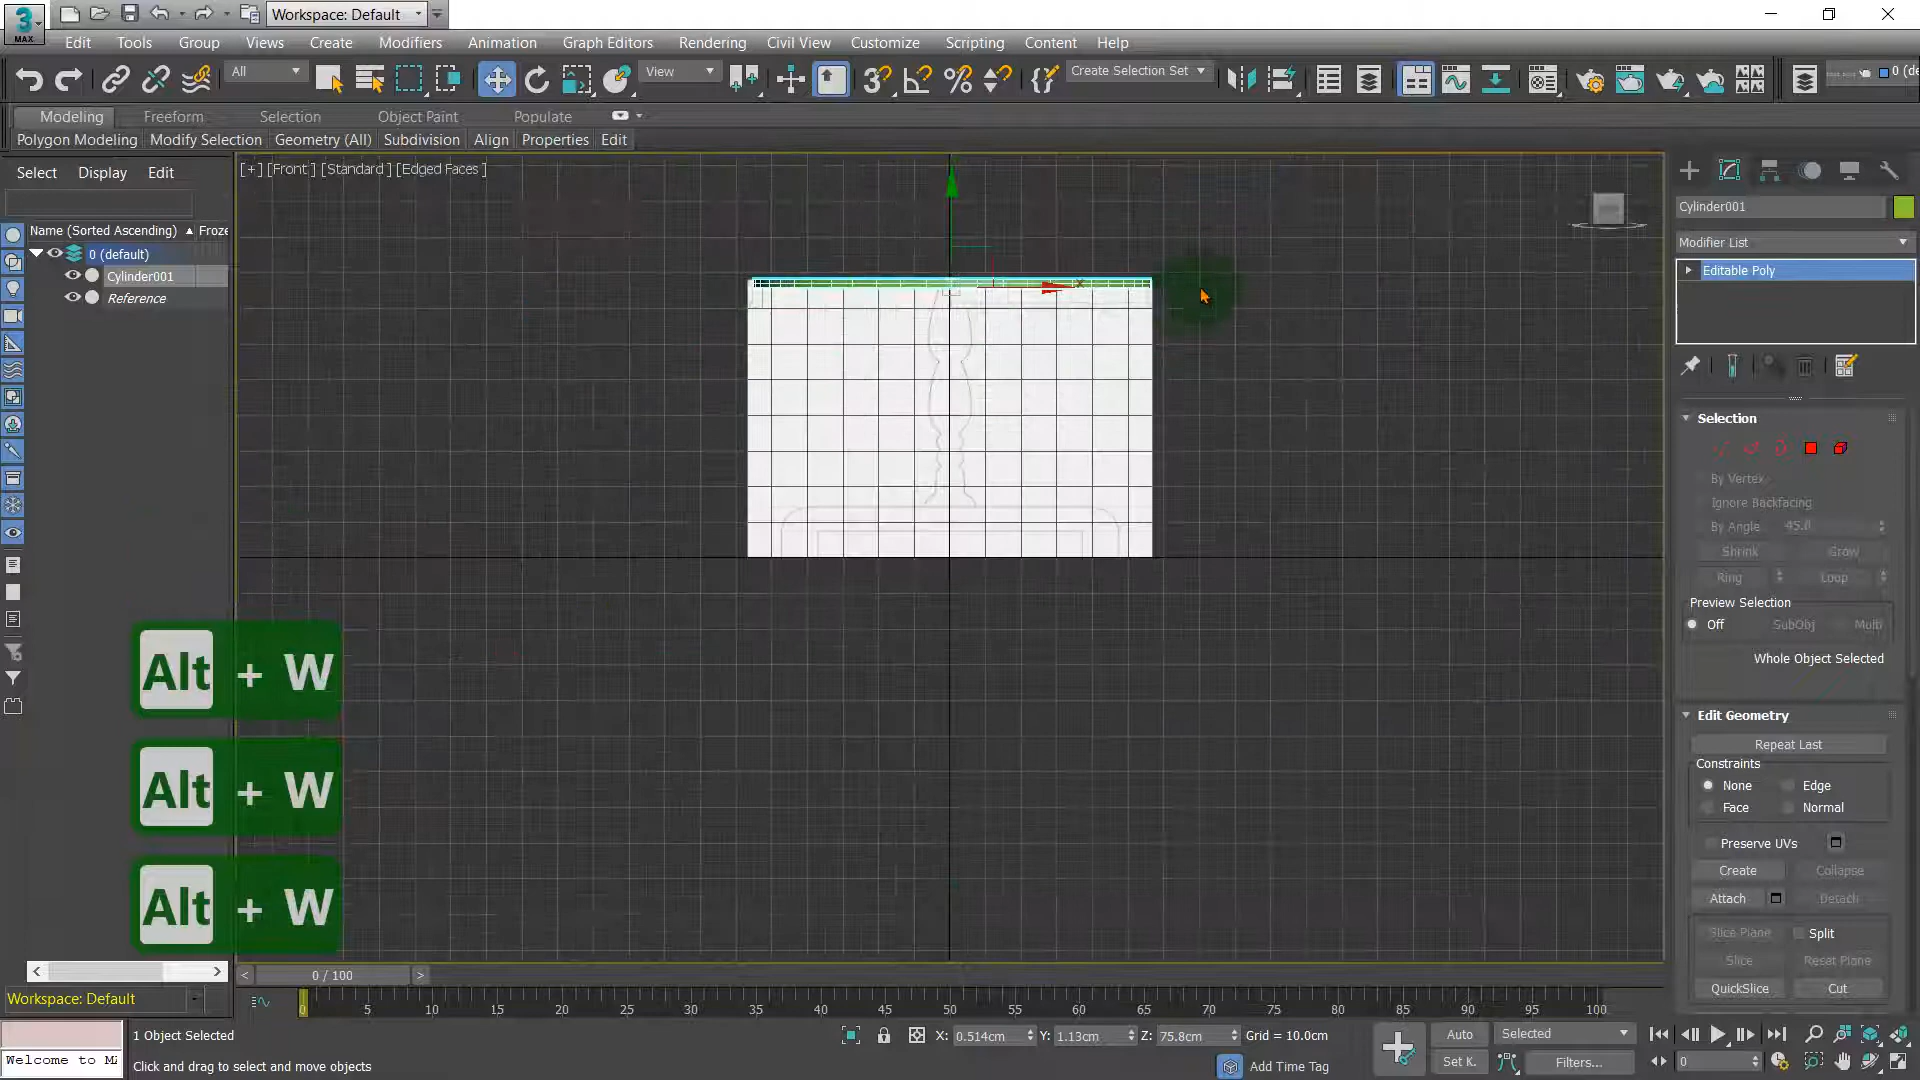 3
MAX
Workspace: Default
Edit Tools Group Views Create Modifiers Animation Graph Editors Rendering Civil View Customize Scripting Content Help
All
View
Create Selection Set
0 (de
Modeling Freeform Selection Object Paint Populate
Polygon Modeling Modify Selection Geometry (All) Subdivision Align Properties Edit
Select Display Edit
[+] [Front ] [Standard ] [Edged Faces ]
Name (Sorted Ascending) Froze
0 (default)
Cylinder001
Reference
x
Cylinder001
Modifier List
Editable Poly
Selection
By Vertex
Ignore Backfacing
By Angle 45.0
Shrink Grow
Ring Loop
Preview Selection
Off SubObj Multi
Whole Object Selected
Edit Geometry
Repeat Last
Constraints
None Edge
Face Normal
Preserve UVs
Create Collapse
Attach Detach
Slice Plane Split
Slice Reset Plane
QuickSlice Cut
Alt + W
Alt + W
Alt + W
< >
< 0 / 100 >
Workspace: Default
0 5 10 15 20 25 30 35 40 45 50 55 60 65 70 75 80 85 90 95 100
1 Object Selected
X: 0.514cm Y: 1.13cm Z: 75.8cm Grid = 10.0cm
Auto Selected
Welcome to MA
Click and drag to select and move objects
Add Time Tag
Set K. Filters...
0